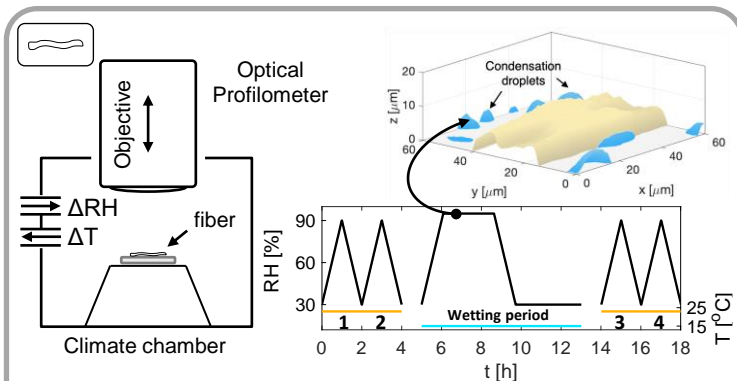 Optical
Profilometer
Objective
ΔRH
ΔT
fiber
Climate chamber
Condensation
droplets
z [μm]
20
10
0
60
40
20
0
y [μm]
0
20
40
60
x [μm]
RH [%]
90
60
30
1 2
Wetting period
3 4
25
15
T [°C]
0 2 4 6 8 10 12 14 16 18
t [h]